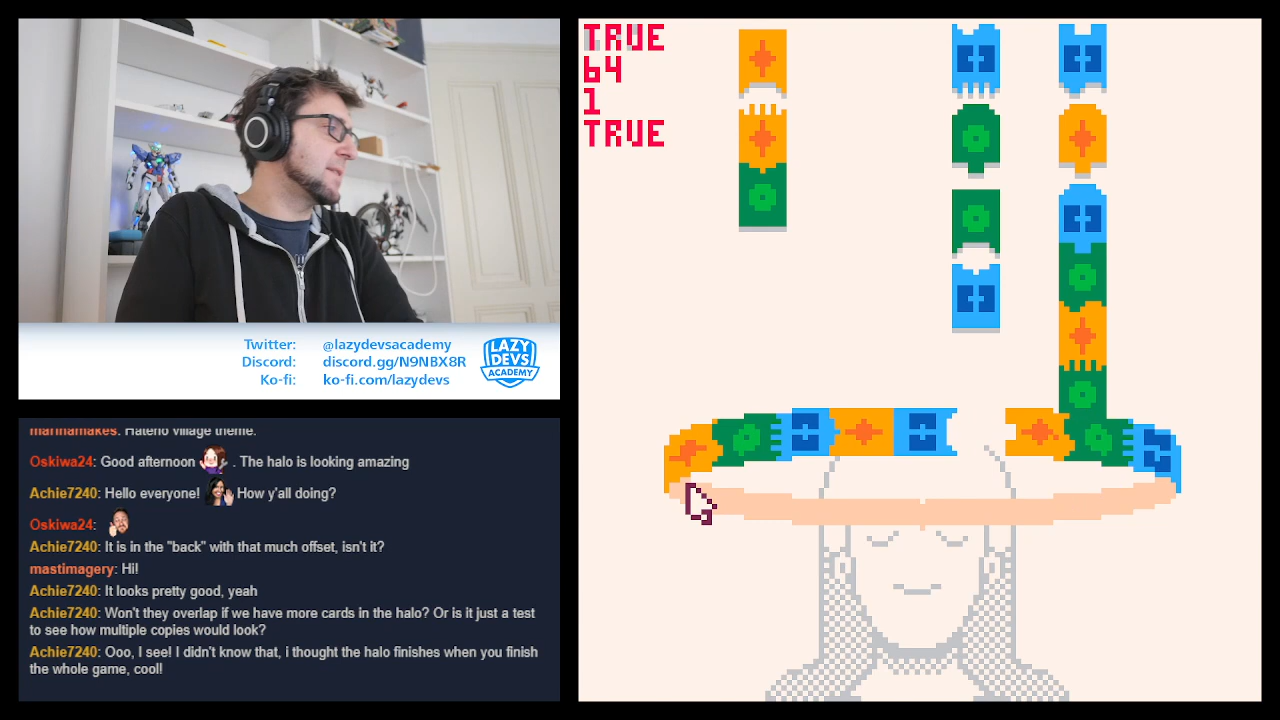 Twitter: @lazydevsacademy
Discord: discord.gg/N9NBX8R
Ko-fi: ko-fi.com/lazydevs
LAZY
DEVS
ACADEMY
marinamakes: Hateno village theme.
Oskiwa24: Good afternoon . The halo is looking amazing
Achie7240: Hello everyone! How y'all doing?
Oskiwa24:
Achie7240: It is in the "back" with that much offset, isn't it?
mastimagery: Hi!
Achie7240: It looks pretty good, yeah
Achie7240: Won't they overlap if we have more cards in the halo? Or is it just a test
to see how multiple copies would look?
Achie7240: Ooo, I see! I didn't know that, i thought the halo finishes when you finish
the whole game, cool!
TRUE
64
1
TRUE